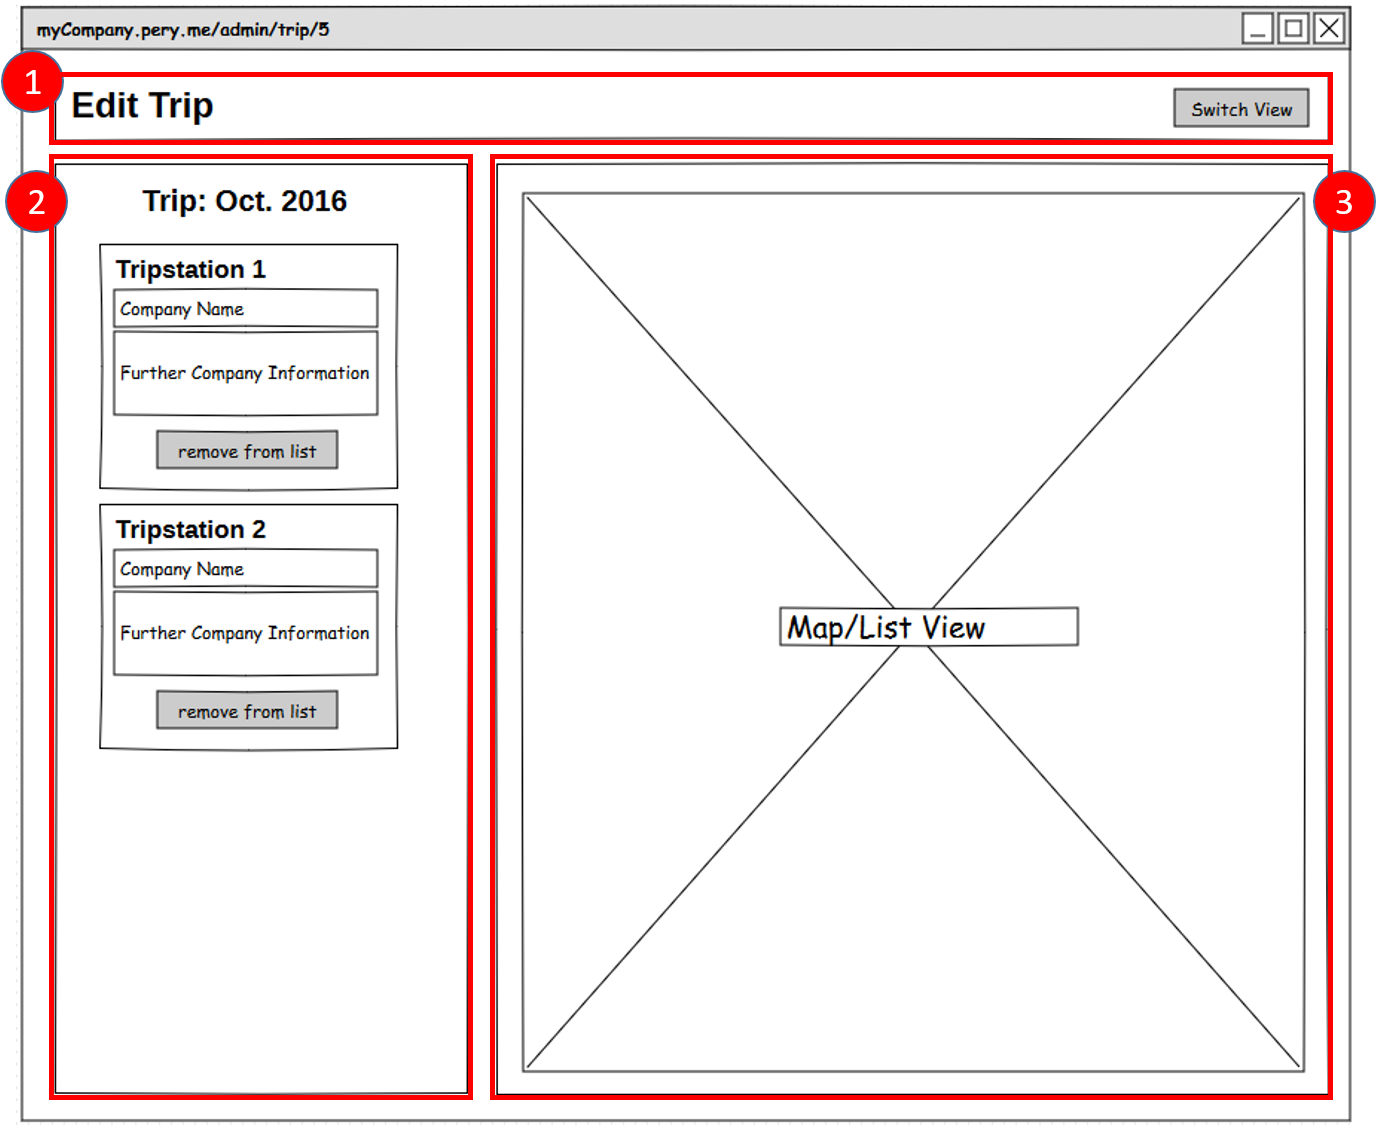 myCompany.pery.me/admin/trip/5
1
Edit Trip
Switch View
2
Trip: Oct. 2016
Tripstation 1
Company Name
Further Company Information
remove from list
Tripstation 2
Company Name
Further Company Information
remove from list
3
Map/List View